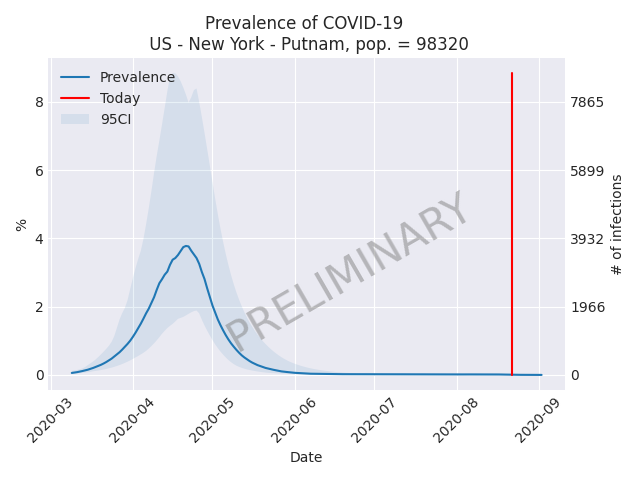 Prevalence of COVID-19
US - New York - Putnam, pop. = 98320
Prevalence
Today
95CI
8
6
4
2
0
%
7865
5899
3932
1966
0
# of infections
PRELIMINARY
2020-03
2020-04
2020-05
2020-06
2020-07
2020-08
2020-09
Date